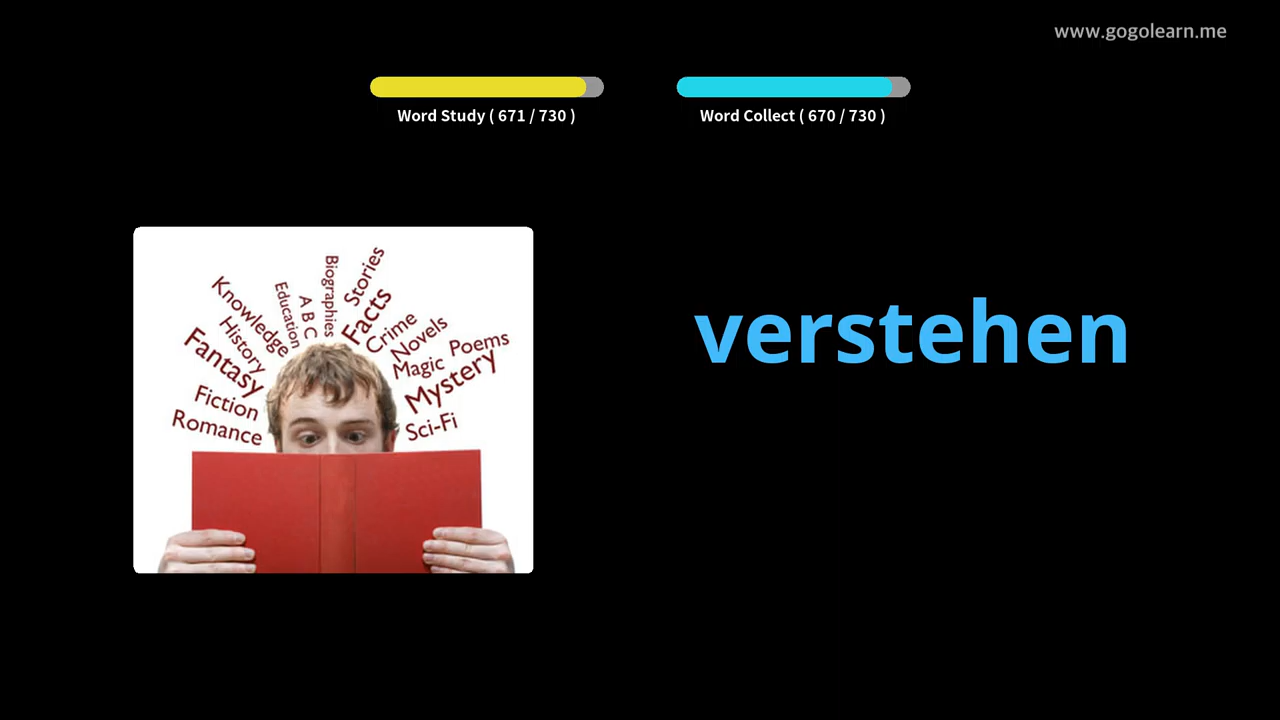 www.gogolearn.me
Word Study ( 671 / 730 )
Word Collect ( 670 / 730 )
verstehen
Knowledge
History
Fantasy
Fiction
Romance
Education
A B C
Biographies
Stories
Facts
Crime
Novels
Magic
Poems
Mystery
Sci-Fi